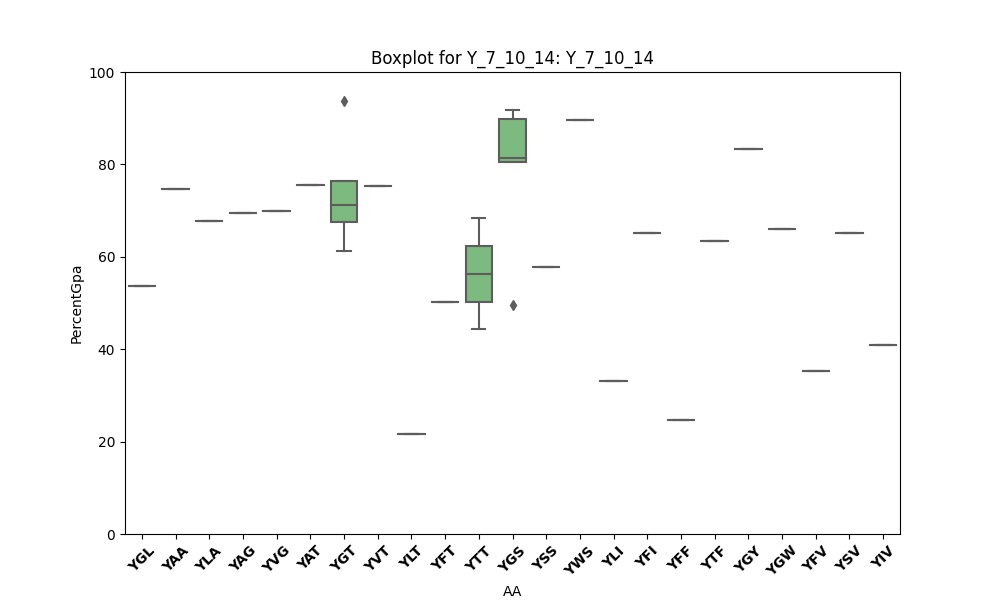 Boxplot for Y_7_10_14: Y_7_10_14
100
80
60
40
20
0
PercentGpa
YGL YAA YLA YAG YVG YAT YGT YVT YLT YFT YTT YGS YSS YWS YLI YFI YFF YTF YGY YGW YFV YSV YIV
AA